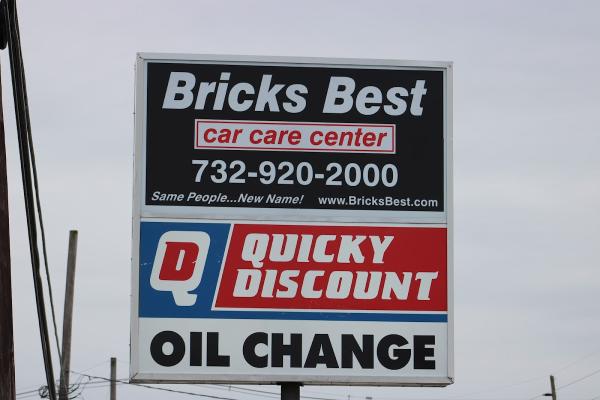 Bricks Best
car care center
732-920-2000
Same People...New Name! www.BricksBest.com
QD QUICKY
DISCOUNT
OIL CHANGE